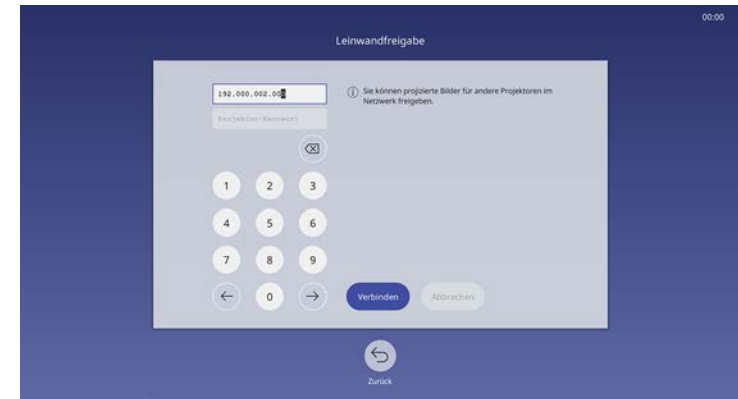 00:00
Leinwandfreigabe
192.000.002.00
Sie können projizierte Bilder für andere Projektoren im
Netzwerk freigeben.
Projektor-Kennwort
1 2 3
4 5 6
7 8 9
0
Verbinden Abbrechen
Zurück